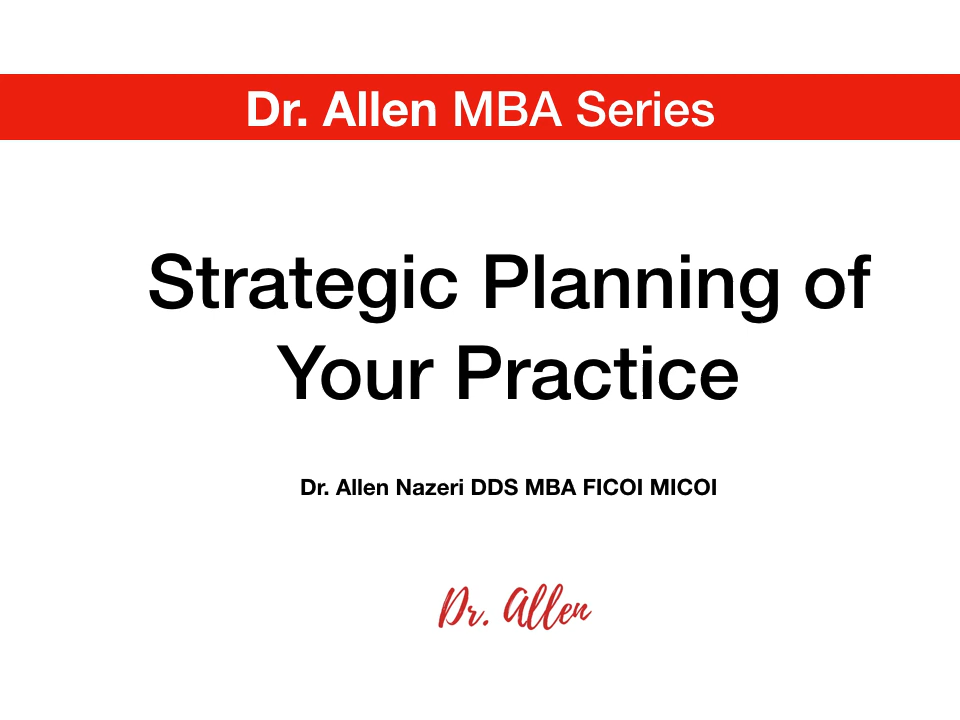 Dr. Allen MBA Series
Strategic Planning of
Your Practice
Dr. Allen Nazeri DDS MBA FICOI MICOI
Dr. Allen